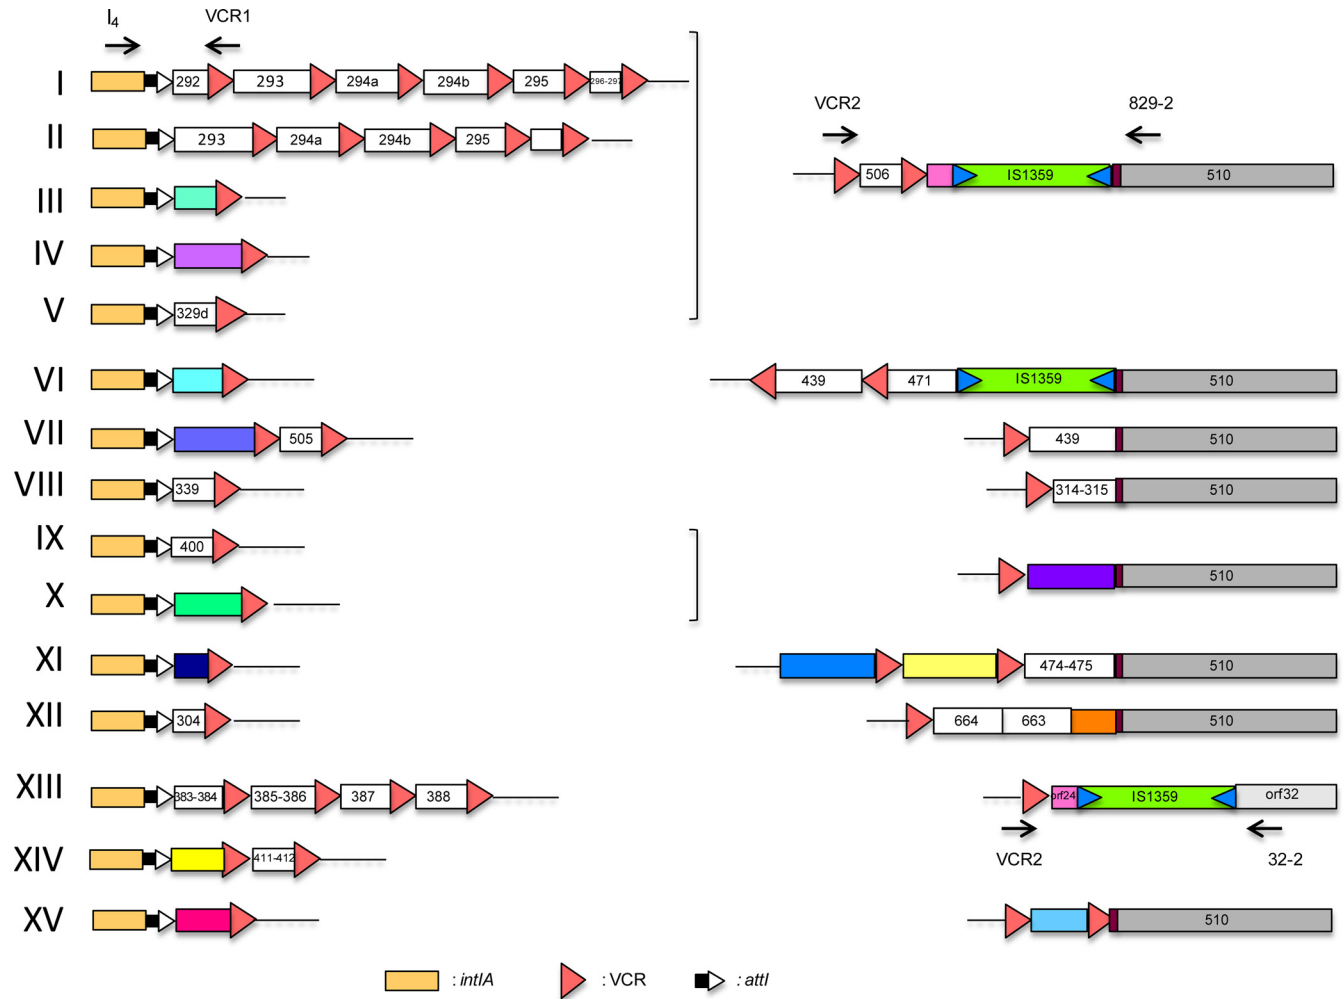 I4 VCR1
I 292 293 294a 294b 295 296-297
VCR2 829-2
II 293 294a 294b 295
506 IS1359 510
III
IV
V 329d
VI 439 471 IS1359 510
VII 505 439 510
VIII 339 314-315 510
IX 400
510
X
XI 474-475 510
XII 304 664 663 510
XIII 383-384 385-386 387 388 orf24 IS1359 orf32
VCR2 32-2
XIV 411-412
XV 510
: intIA : VCR : attI